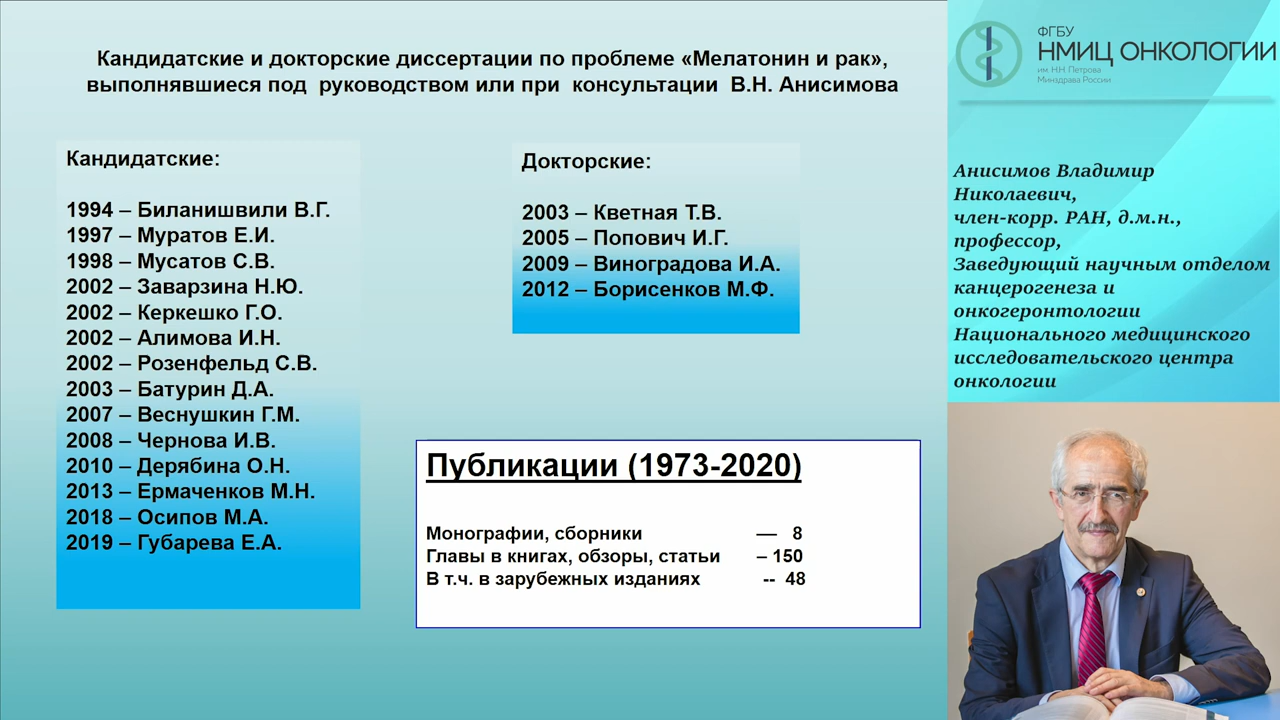 Кандидатские и докторские диссертации по проблеме «Мелатонин и рак»,
выполнявшиеся под руководством или при консультации В.Н. Анисимова
Кандидатские:
1994 – Биланишвили В.Г.
1997 – Муратов Е.И.
1998 – Мусатов С.В.
2002 – Заварзина Н.Ю.
2002 – Керкешко Г.О.
2002 – Алимова И.Н.
2002 – Розенфельд С.В.
2003 – Батурин Д.А.
2007 – Веснушкин Г.М.
2008 – Чернова И.В.
2010 – Дерябина О.Н.
2013 – Ермаченков М.Н.
2018 – Осипов М.А.
2019 – Губарева Е.А.
Докторские:
2003 – Кветная Т.В.
2005 – Попович И.Г.
2009 – Виноградова И.А.
2012 – Борисенков М.Ф.
Публикации (1973-2020)
Монографии, сборники — 8
Главы в книгах, обзоры, статьи – 150
В т.ч. в зарубежных изданиях -- 48
ФГБУ
НМИЦ ОНКОЛОГИИ
им. Н.Н. Петрова
Минздрава России
Анисимов Владимир
Николаевич,
член-корр. РАН, д.м.н.,
профессор,
Заведующий научным отделом
канцерогенеза и
онкогеронтологии
Национального медицинского
исследовательского центра
онкологии